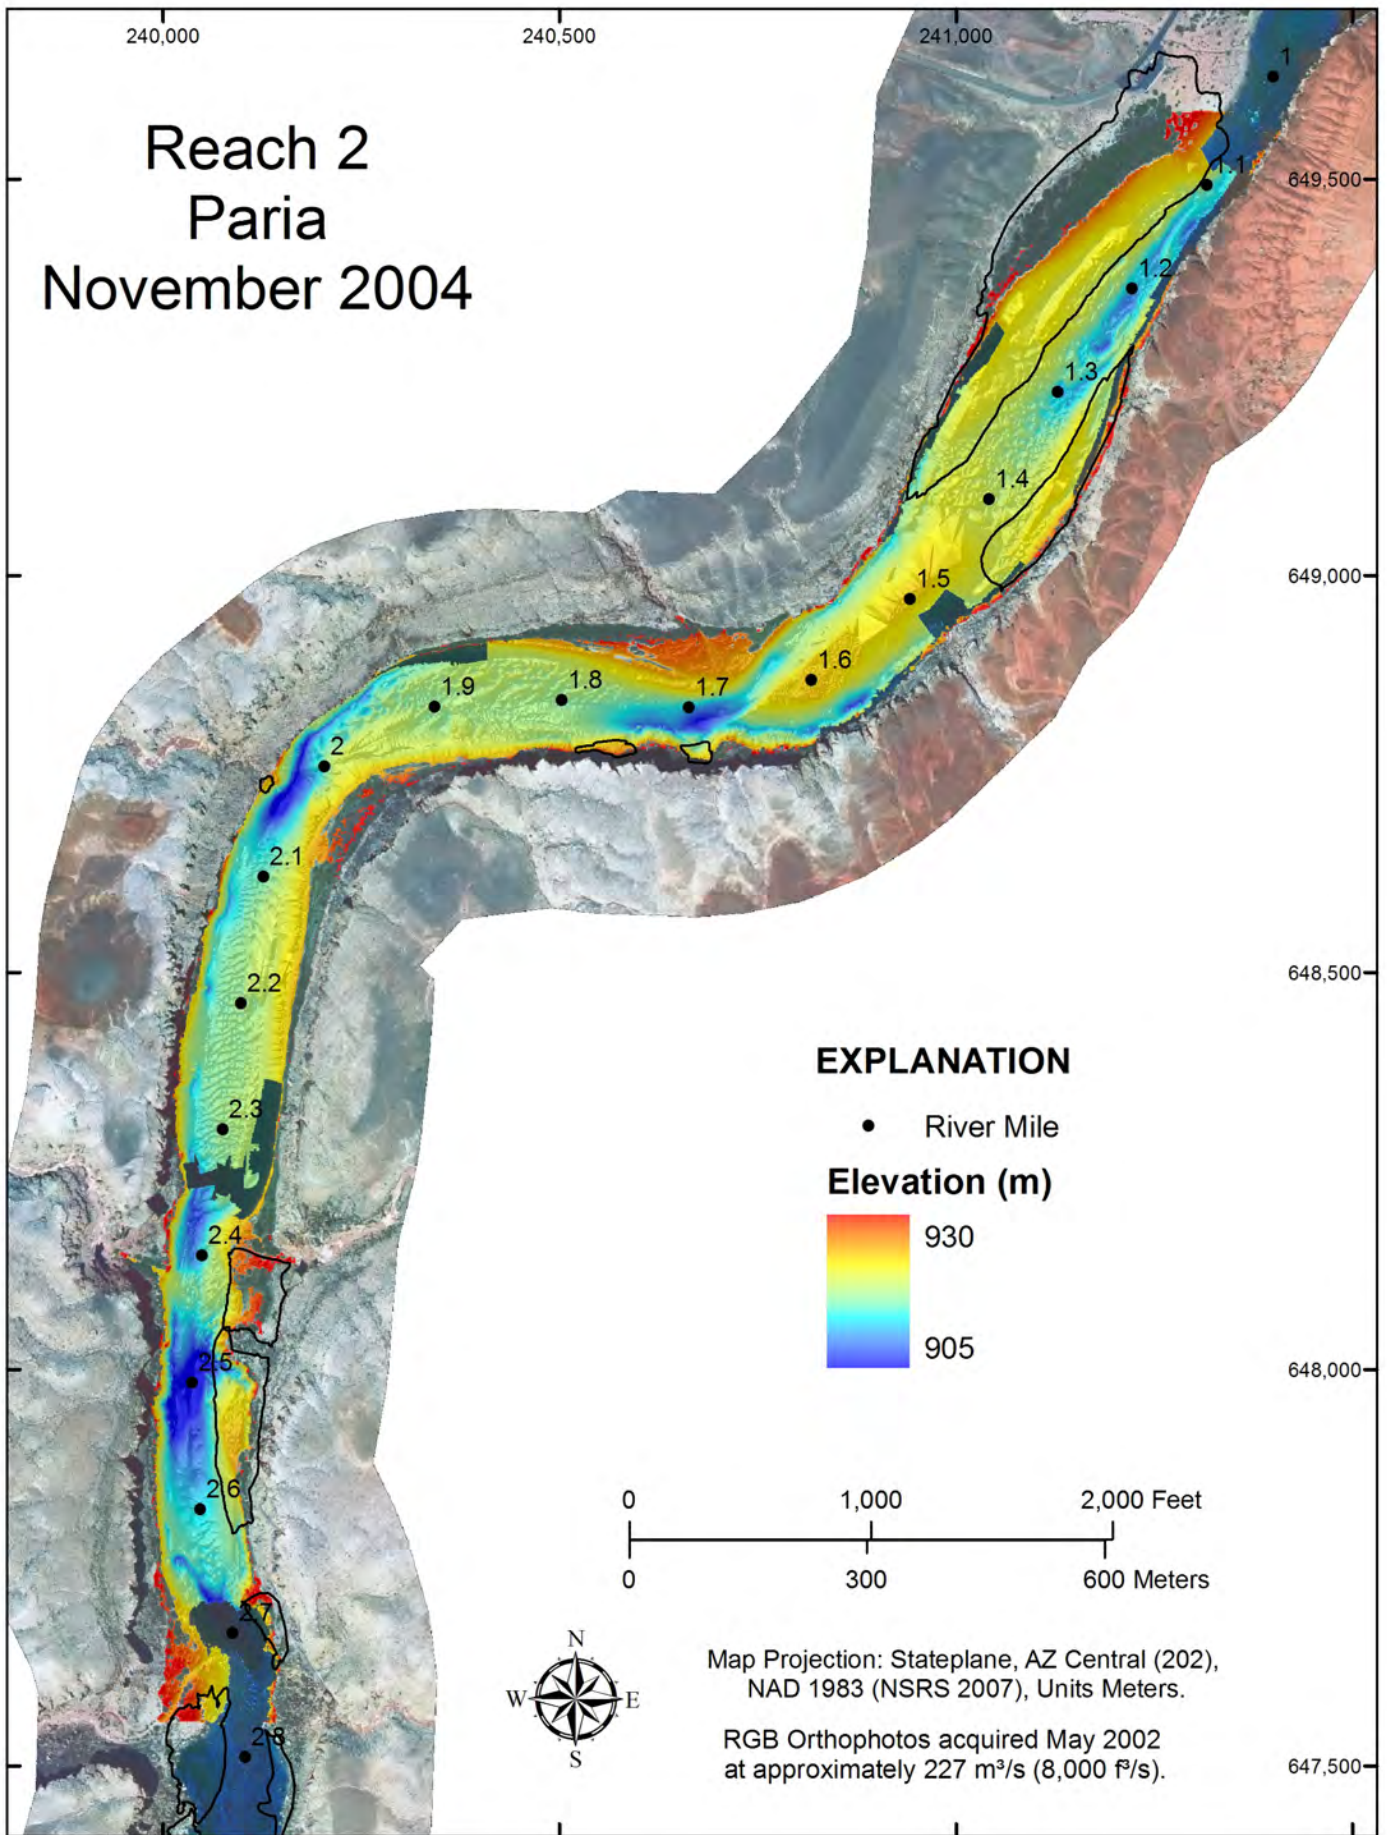 240,000
240,500
241,000
Reach 2
Paria
November 2004
1
1.1
649,500
1.2
1.3
1.4
649,000
1.5
1.6
1.7
1.8
1.9
2
2.1
2.2
648,500
2.3
2.4
2.5
2.6
2.7
2.8
EXPLANATION
River Mile
Elevation (m)
930
905
648,000
0 1,000 2,000 Feet
0 300 600 Meters
N
W E
S
Map Projection: Stateplane, AZ Central (202),
NAD 1983 (NSRS 2007), Units Meters.
RGB Orthophotos acquired May 2002
at approximately 227 m³/s (8,000 f³/s).
647,500